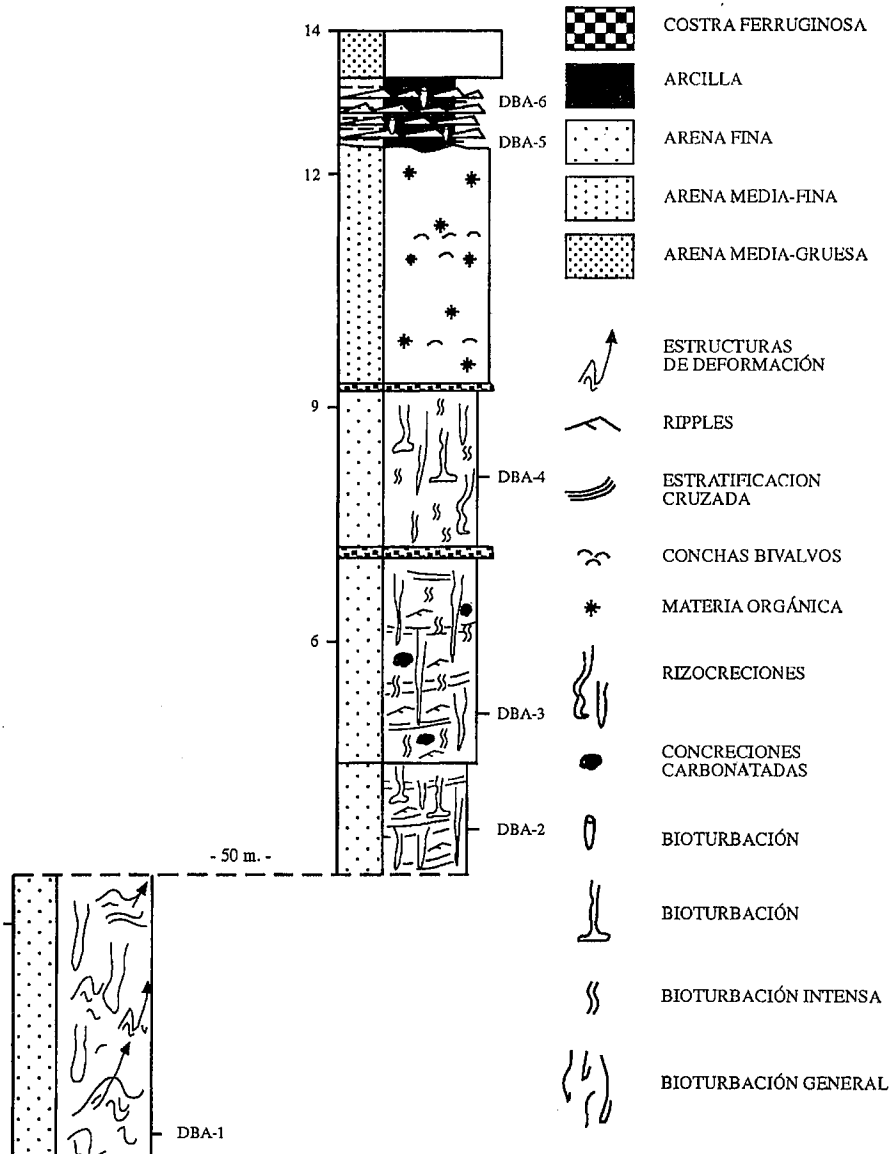 14
DBA-6
DBA-5
12
9
DBA-4
6
DBA-3
DBA-2
- 50 m. -
DBA-1
COSTRA FERRUGINOSA
ARCILLA
ARENA FINA
ARENA MEDIA-FINA
ARENA MEDIA-GRUESA
ESTRUCTURAS
DE DEFORMACIÓN
RIPPLES
ESTRATIFICACION
CRUZADA
CONCHAS BIVALVOS
MATERIA ORGÁNICA
RIZOCRECIONES
CONCRECIONES
CARBONATADAS
BIOTURBACIÓN
BIOTURBACIÓN
BIOTURBACIÓN INTENSA
BIOTURBACIÓN GENERAL